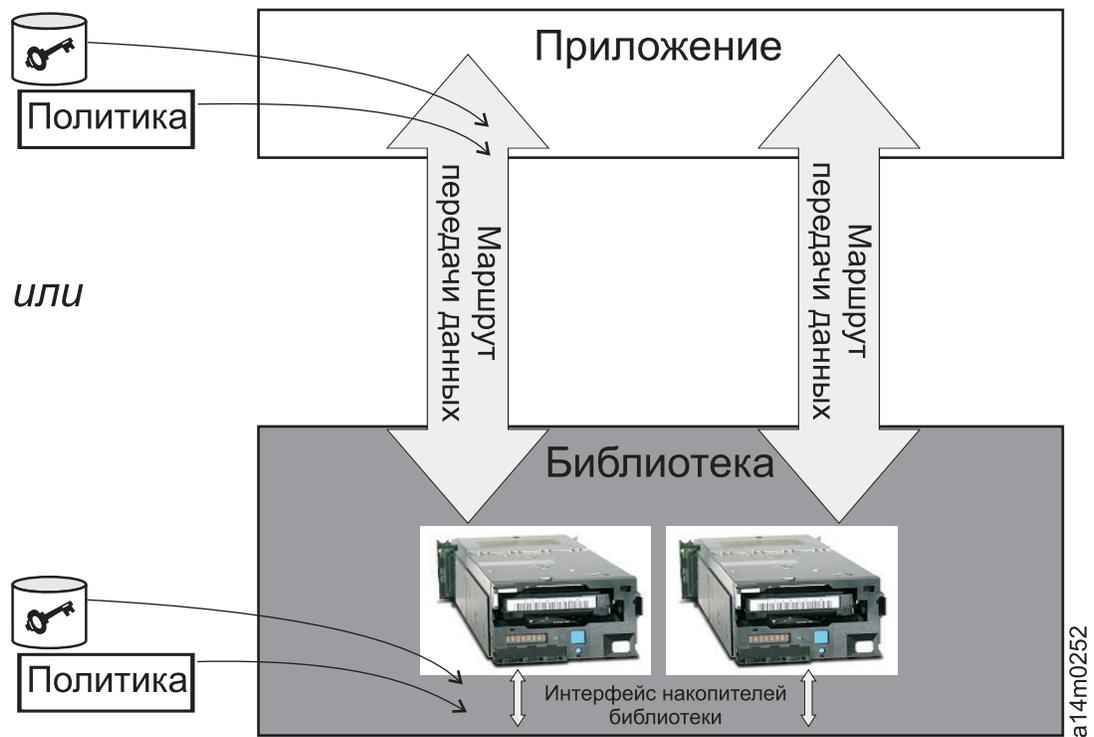 Приложение
Политика
Маршрут
передачи данных
Маршрут
передачи данных
или
Библиотека
Политика
Интерфейс накопителей
библиотеки
a14m0252